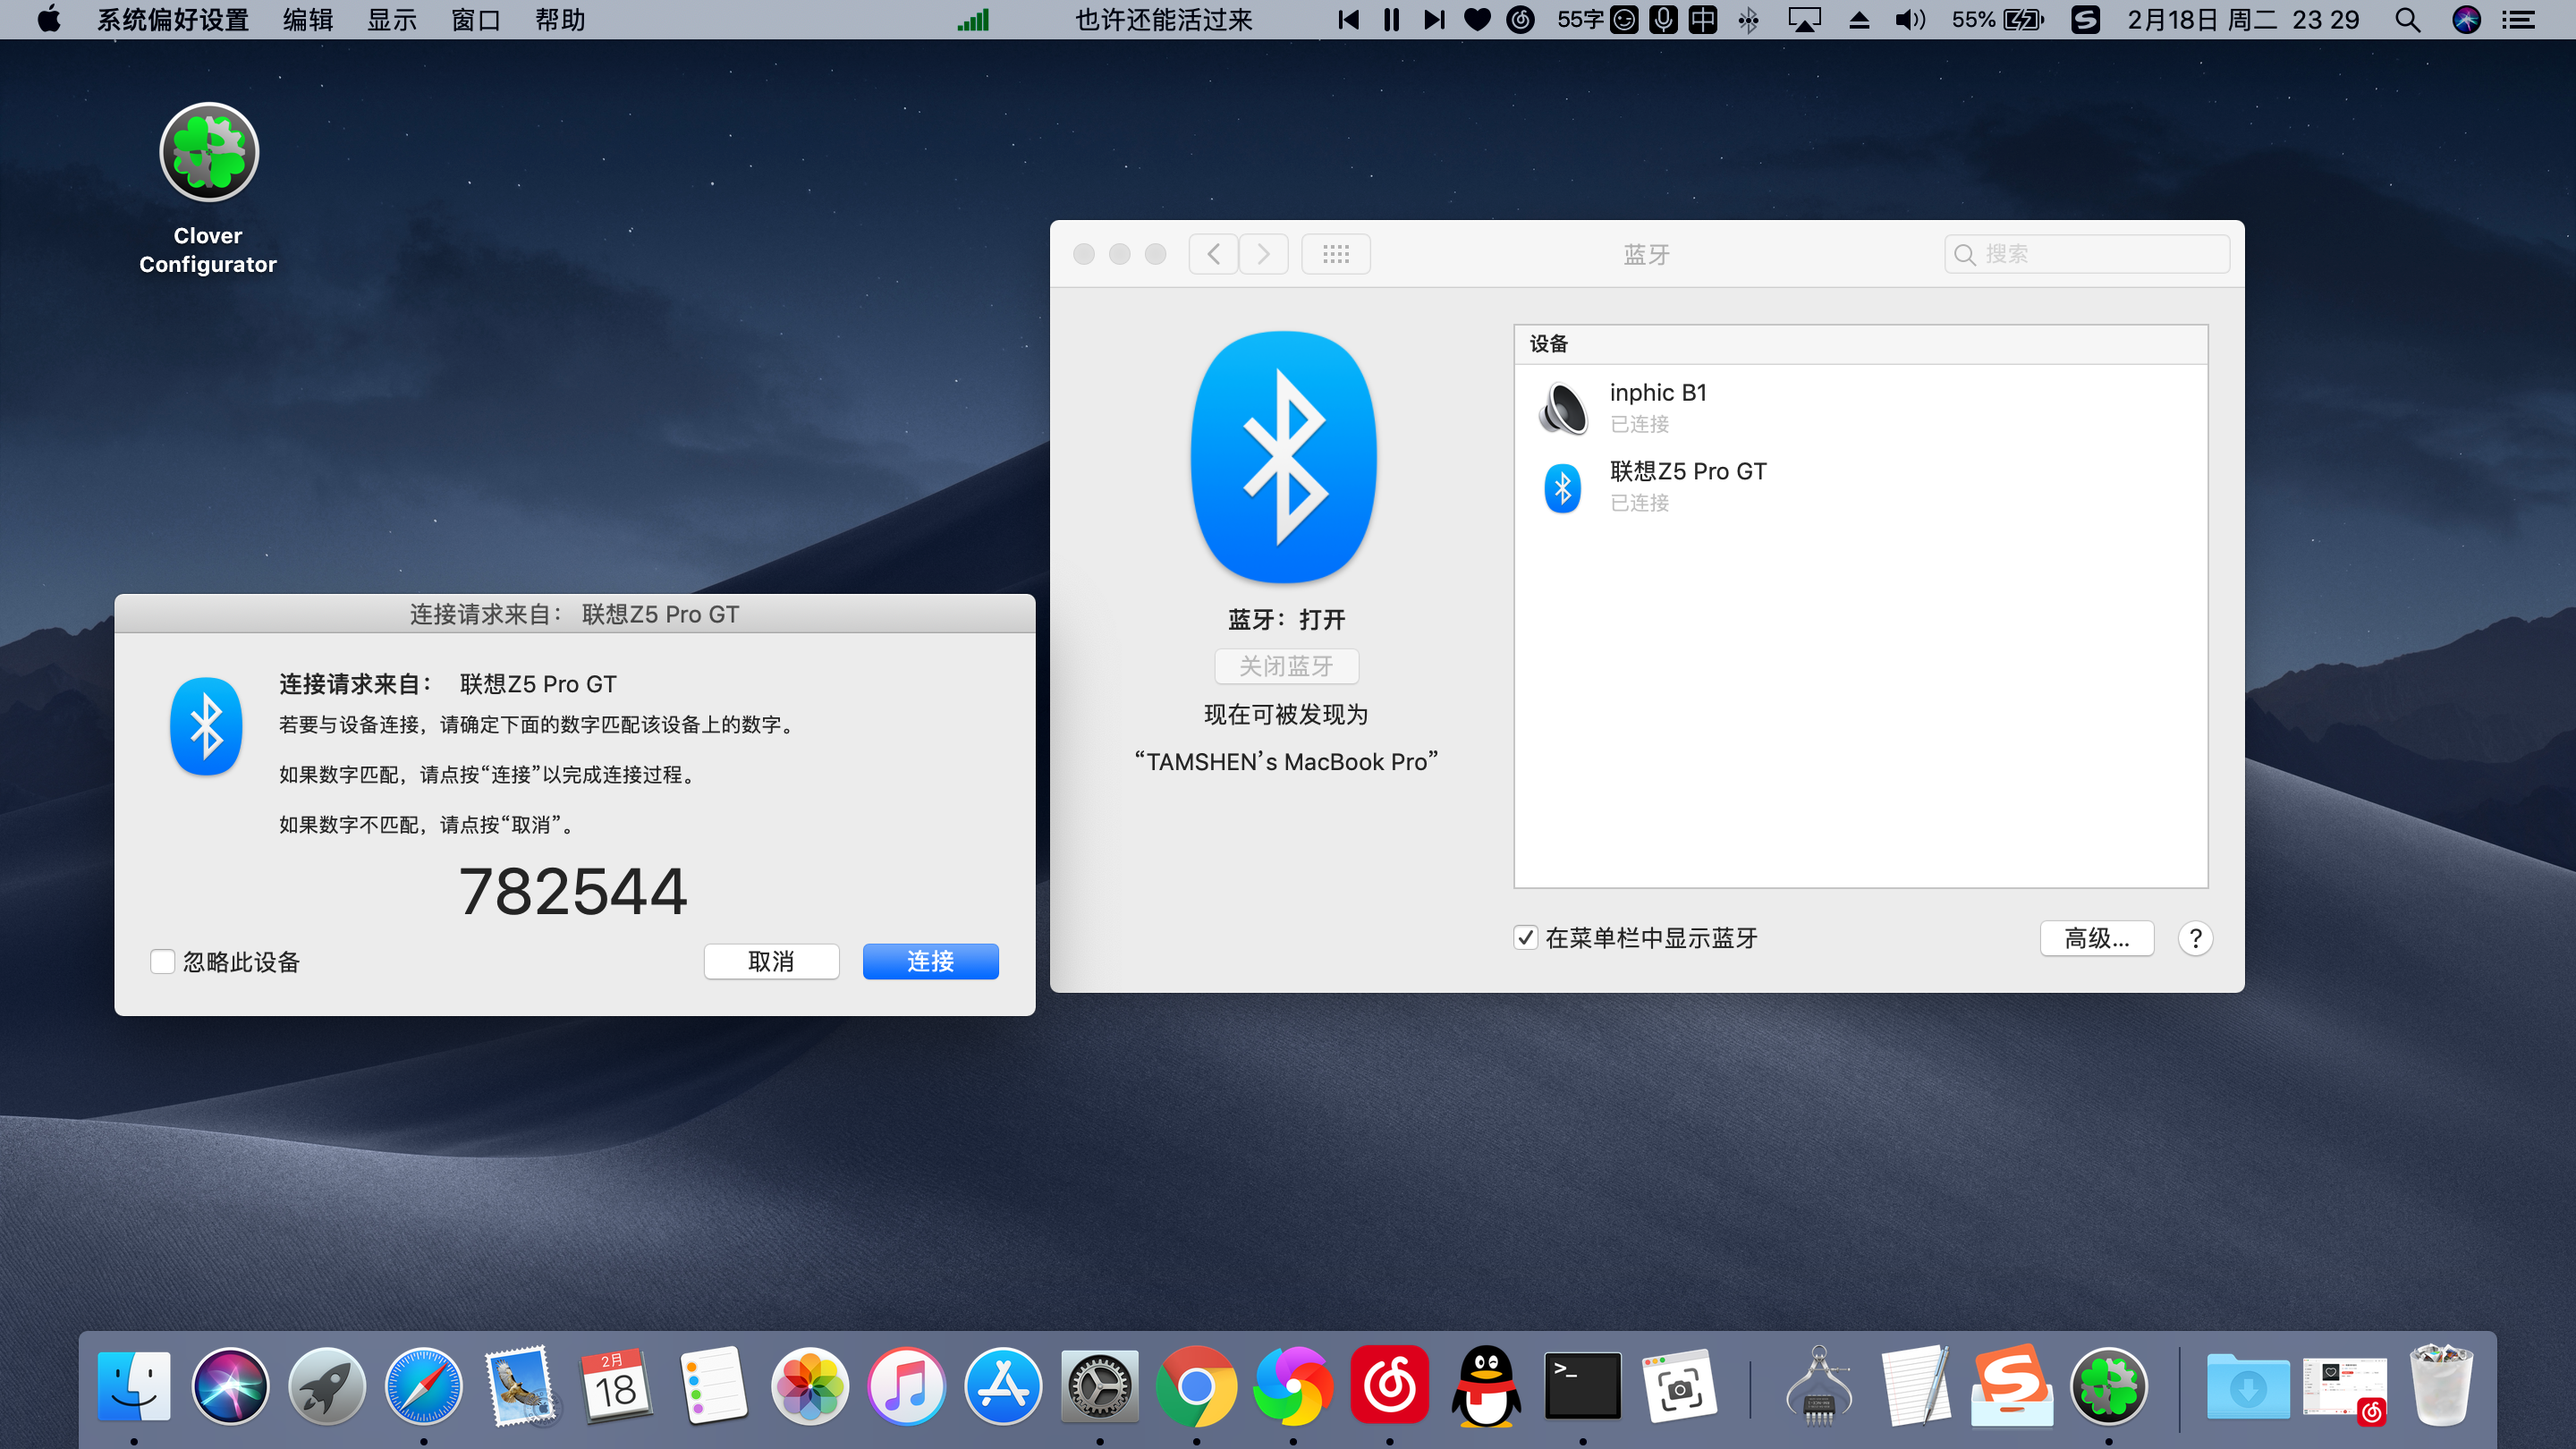 系统偏好设置 编辑 显示 窗口 帮助 也许还能活过来 55字 中 55% 2月18日 周二 23 29
Clover
Configurator
蓝牙
搜索
设备
inphic B1
已连接
联想Z5 Pro GT
已连接
蓝牙：打开
关闭蓝牙
现在可被发现为
“TAMSHEN’s MacBook Pro”
在菜单栏中显示蓝牙
高级...
?
连接请求来自： 联想Z5 Pro GT
连接请求来自： 联想Z5 Pro GT
若要与设备连接，请确定下面的数字匹配该设备上的数字。
如果数字匹配，请点按“连接”以完成连接过程。
如果数字不匹配，请点按“取消”。
782544
忽略此设备
取消
连接
2月
18
>_